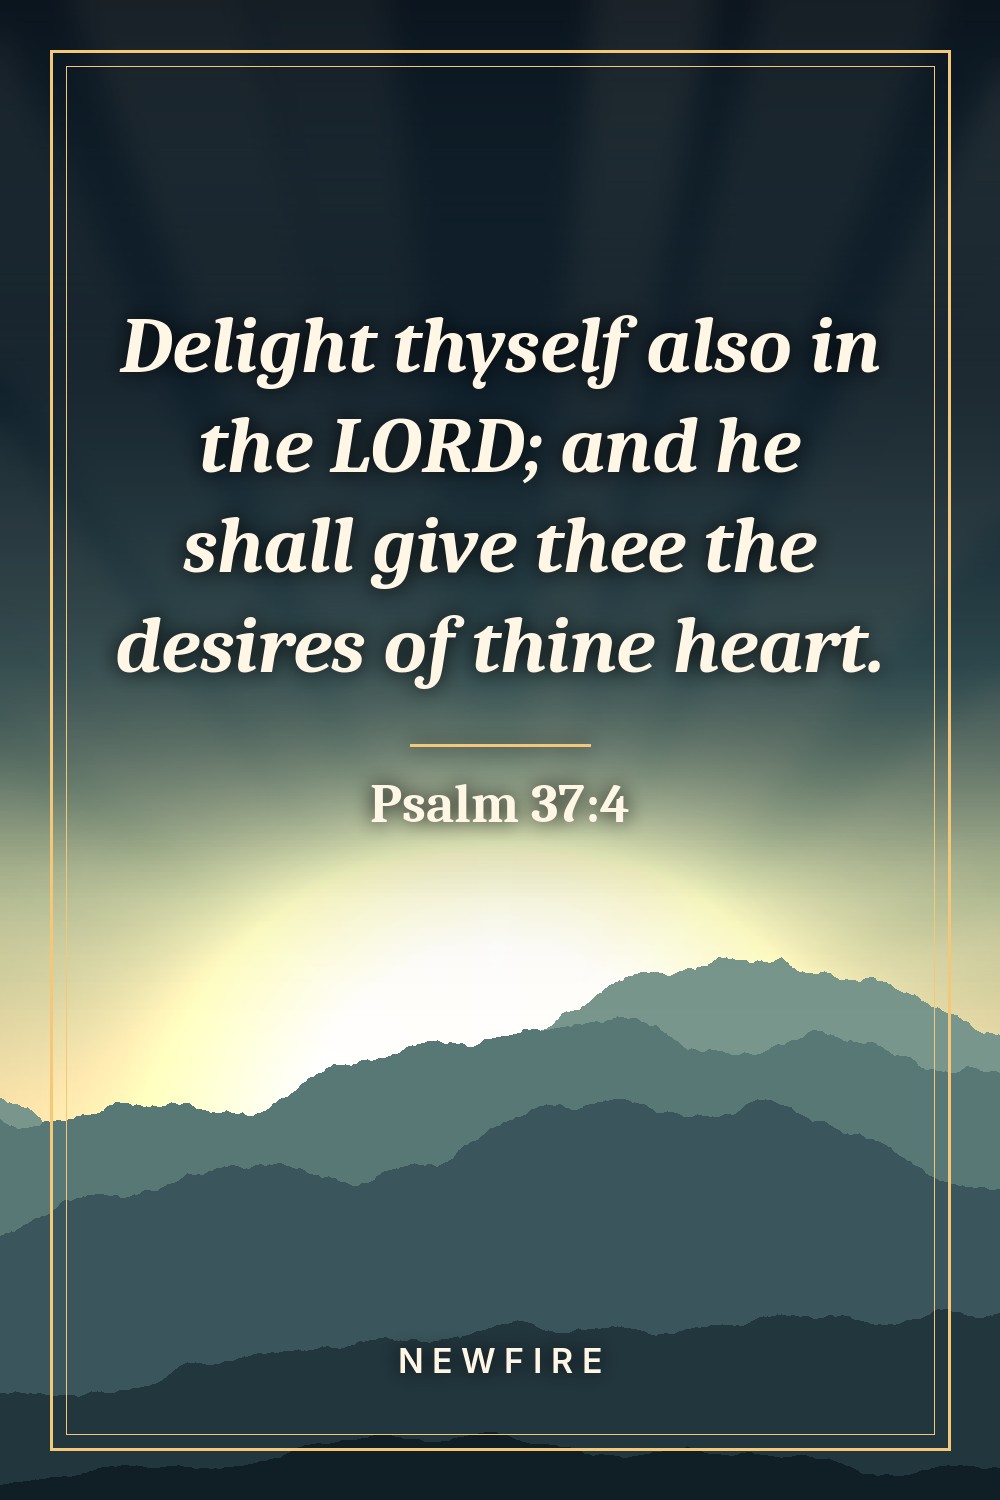 Delight thyself also in
the LORD; and he
shall give thee the
desires of thine heart.
Psalm 37:4
NEWFIRE